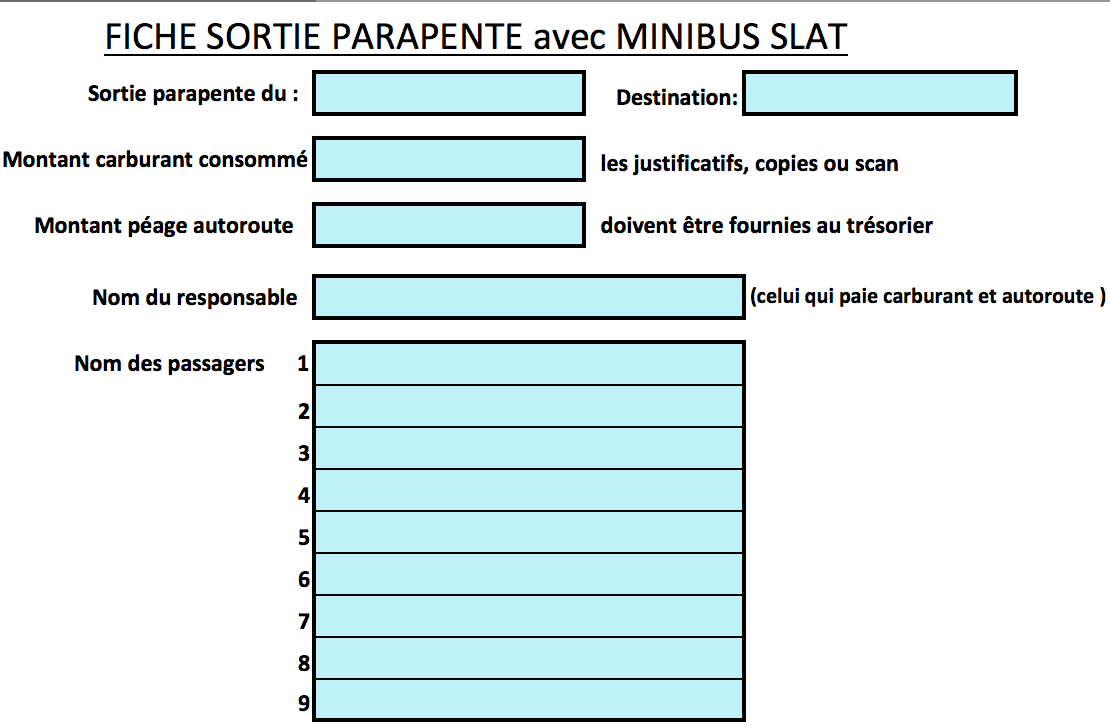 FICHE SORTIE PARAPENTE avec MINIBUS SLAT
Sortie parapente du : Destination:
Montant carburant consommé les justificatifs, copies ou scan
Montant péage autoroute doivent être fournies au trésorier
Nom du responsable (celui qui paie carburant et autoroute )
Nom des passagers 1
2
3
4
5
6
7
8
9